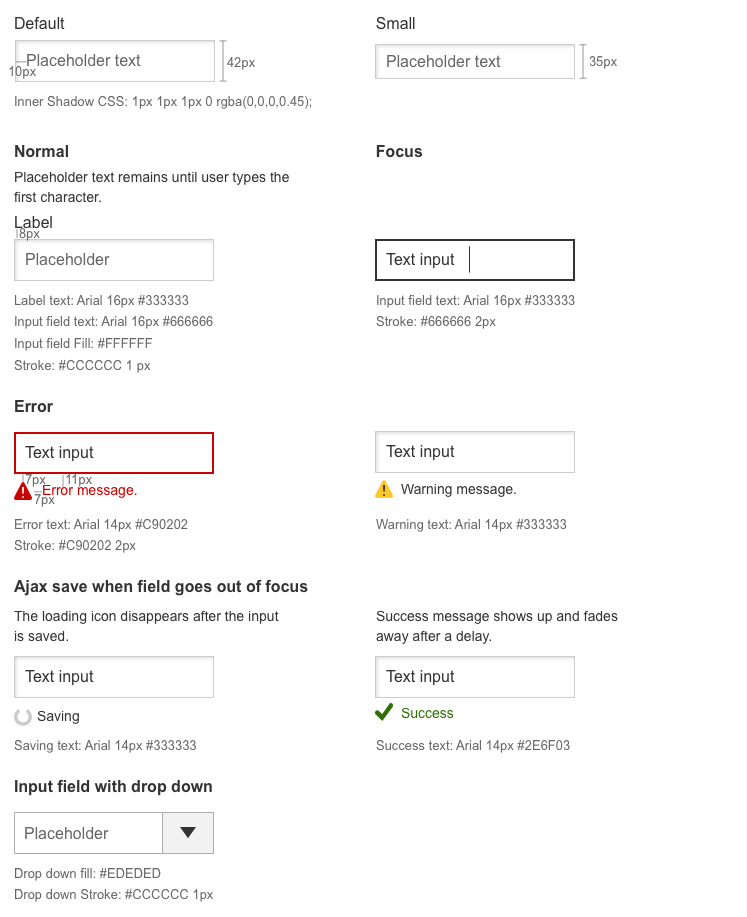 Default
Small
Placeholder text
42px
10px
Placeholder text
35px
Inner Shadow CSS: 1px 1px 1px 0 rgba(0,0,0,0.45);
Normal
Focus
Placeholder text remains until user types the
first character.
Label
8px
Placeholder
Text input
Label text: Arial 16px #333333
Input field text: Arial 16px #666666
Input field Fill: #FFFFFF
Stroke: #CCCCCC 1 px
Input field text: Arial 16px #333333
Stroke: #666666 2px
Error
Text input
7px
11px
Error message.
7px
Error text: Arial 14px #C90202
Stroke: #C90202 2px
Text input
Warning message.
Warning text: Arial 14px #333333
Ajax save when field goes out of focus
The loading icon disappears after the input
is saved.
Text input
Saving
Saving text: Arial 14px #333333
Success message shows up and fades
away after a delay.
Text input
Success
Success text: Arial 14px #2E6F03
Input field with drop down
Placeholder
Drop down fill: #EDEDED
Drop down Stroke: #CCCCCC 1px